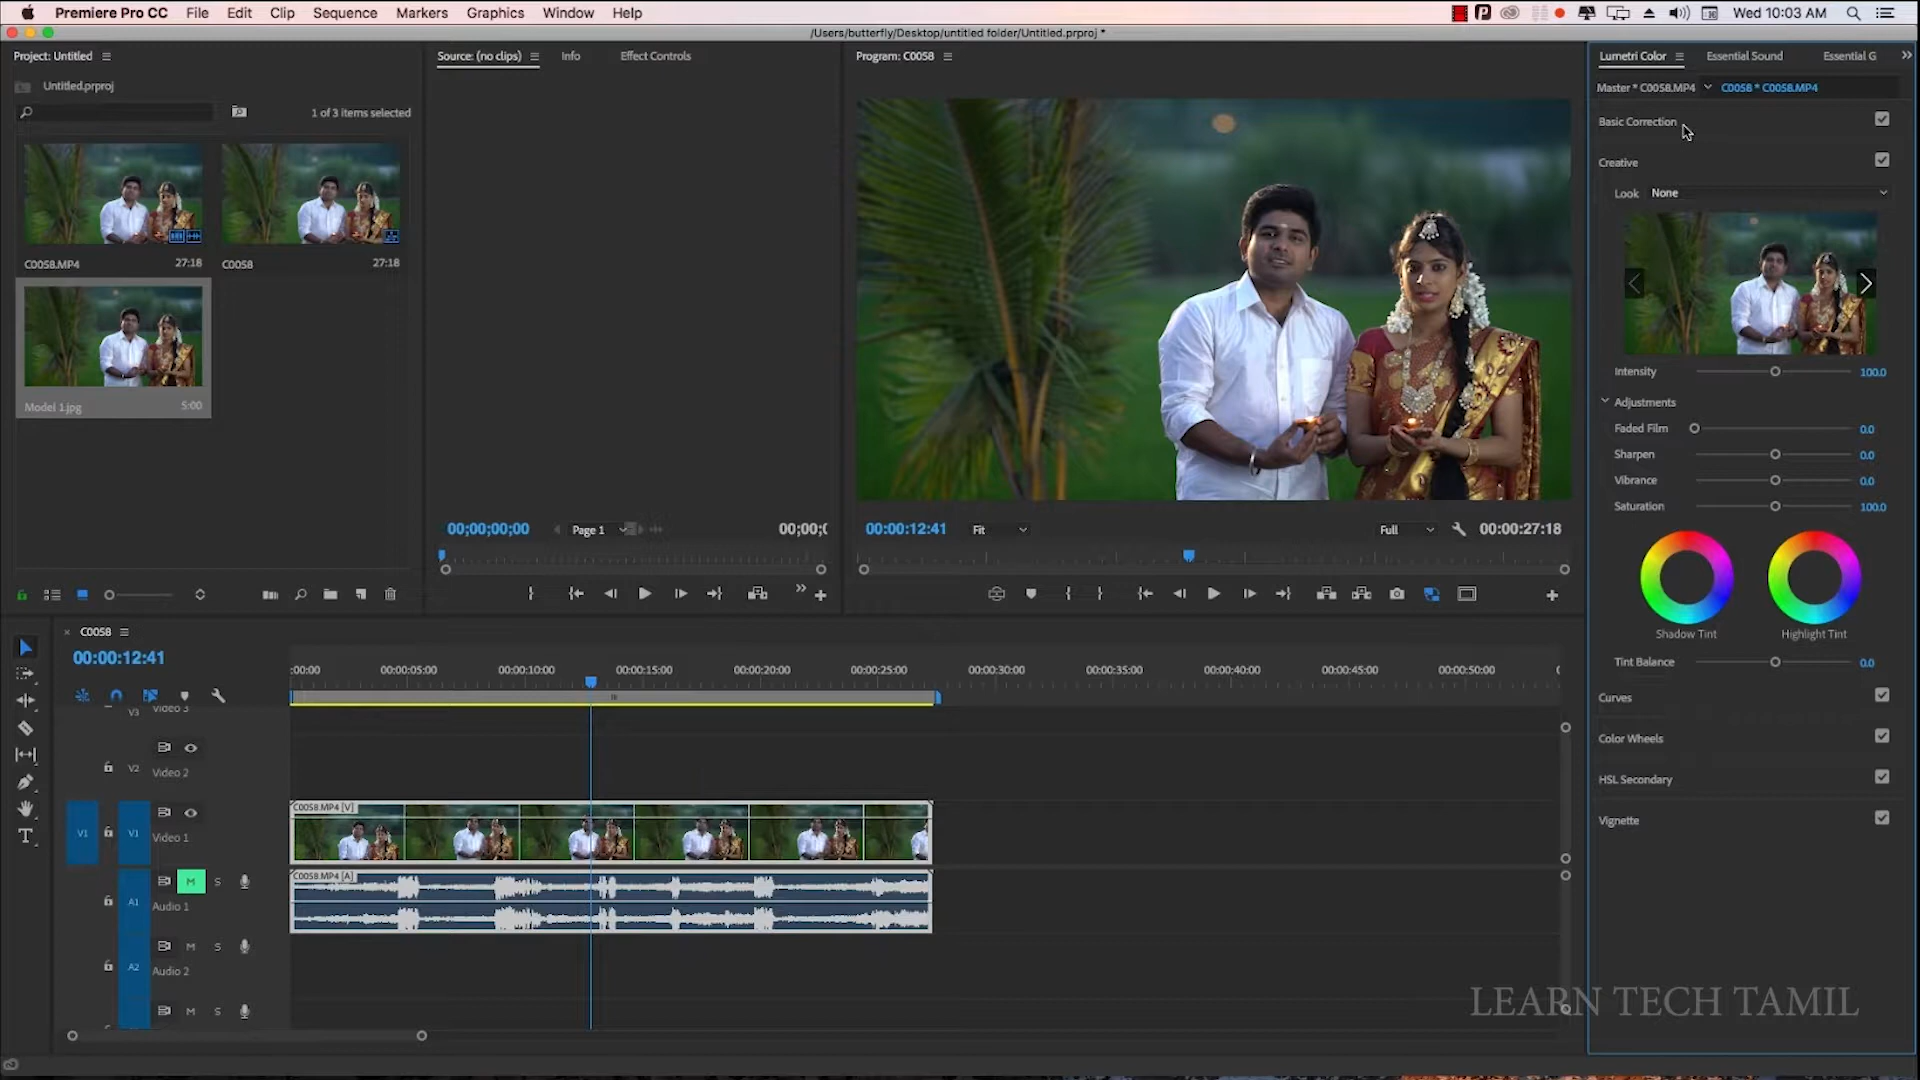 Premiere Pro CC File Edit Clip Sequence Markers Graphics Window Help Wed 10:03 AM
/Users/butterfly/Desktop/untitled folder/Untitled.prproj *
Project: Untitled
Untitled.prproj
1 of 3 items selected
C0058.MP4 27:18
C0058 27:18
Model 1.jpg 5:00
Source: (no clips) Info Effect Controls
00;00;00;00 Page 1 00;00;0
Program: C0058
00:00:12:41 Fit Full 00:00:27:18
Lumetri Color Essential Sound Essential G
Master * C0058.MP4 C0058 * C0058.MP4
Basic Correction
Creative
Look None
Intensity 100.0
Adjustments
Faded Film 0.0
Sharpen 0.0
Vibrance 0.0
Saturation 100.0
Shadow Tint Highlight Tint
Tint Balance 0.0
Curves
Color Wheels
HSL Secondary
Vignette
C0058
00:00:12:41
:00:00 00:00:05:00 00:00:10:00 00:00:15:00 00:00:20:00 00:00:25:00 00:00:30:00 00:00:35:00 00:00:40:00 00:00:45:00 00:00:50:00
V3 Video 3
V2 Video 2
C0058.MP4 [V]
V1 V1 Video 1
C0058.MP4 [A]
M S
A1 Audio 1
M S
A2 Audio 2
M S
LEARN TECH TAMIL